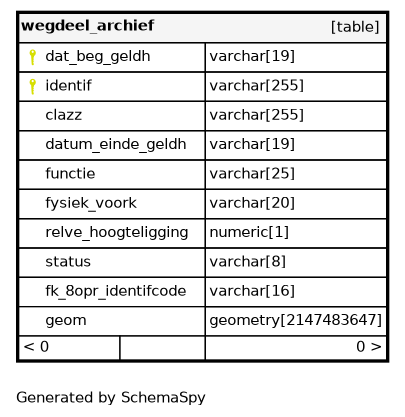 wegdeel_archief [table]
dat_beg_geldh varchar[19]
identif varchar[255]
clazz varchar[255]
datum_einde_geldh varchar[19]
functie varchar[25]
fysiek_voork varchar[20]
relve_hoogteligging numeric[1]
status varchar[8]
fk_8opr_identifcode varchar[16]
geom geometry[2147483647]
< 0 0 >
Generated by SchemaSpy